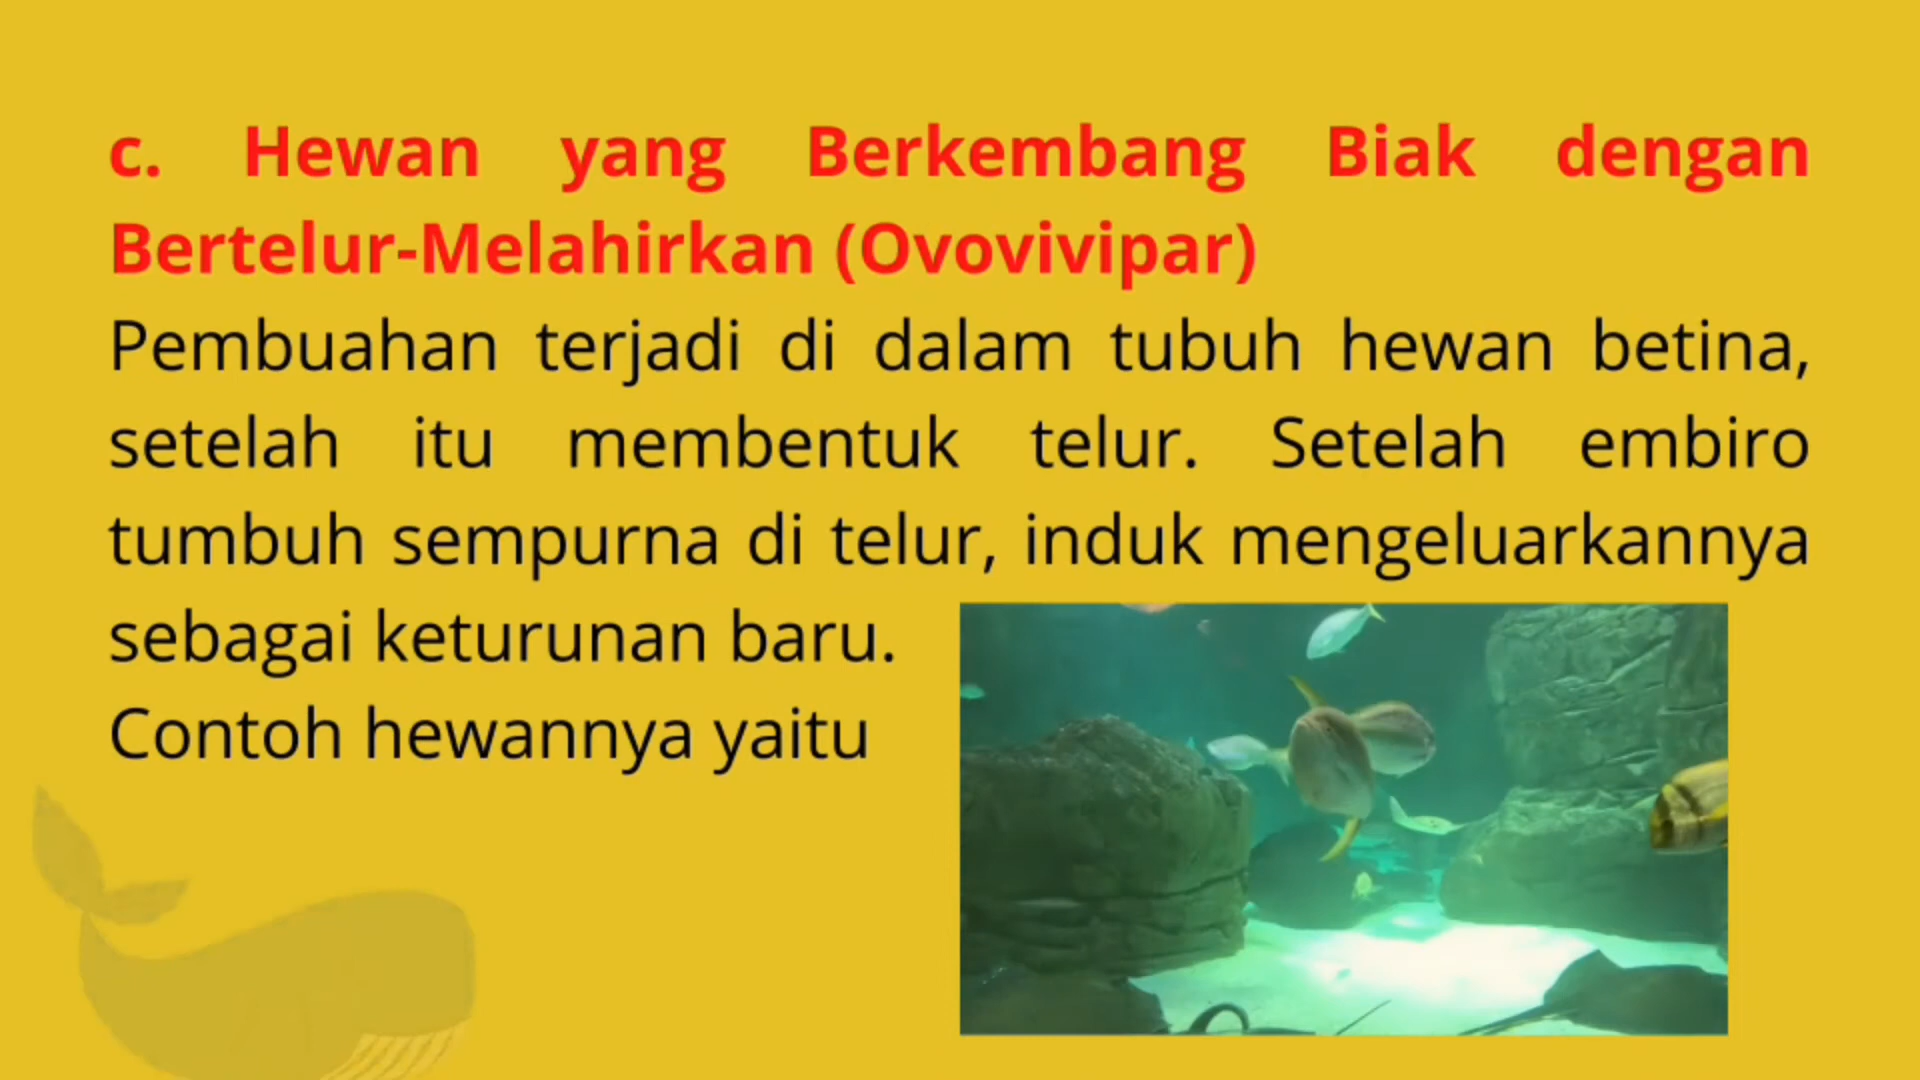 c. Hewan yang Berkembang Biak dengan
Bertelur-Melahirkan (Ovovivipar)
Pembuahan terjadi di dalam tubuh hewan betina,
setelah itu membentuk telur. Setelah embiro
tumbuh sempurna di telur, induk mengeluarkannya
sebagai keturunan baru.
Contoh hewannya yaitu